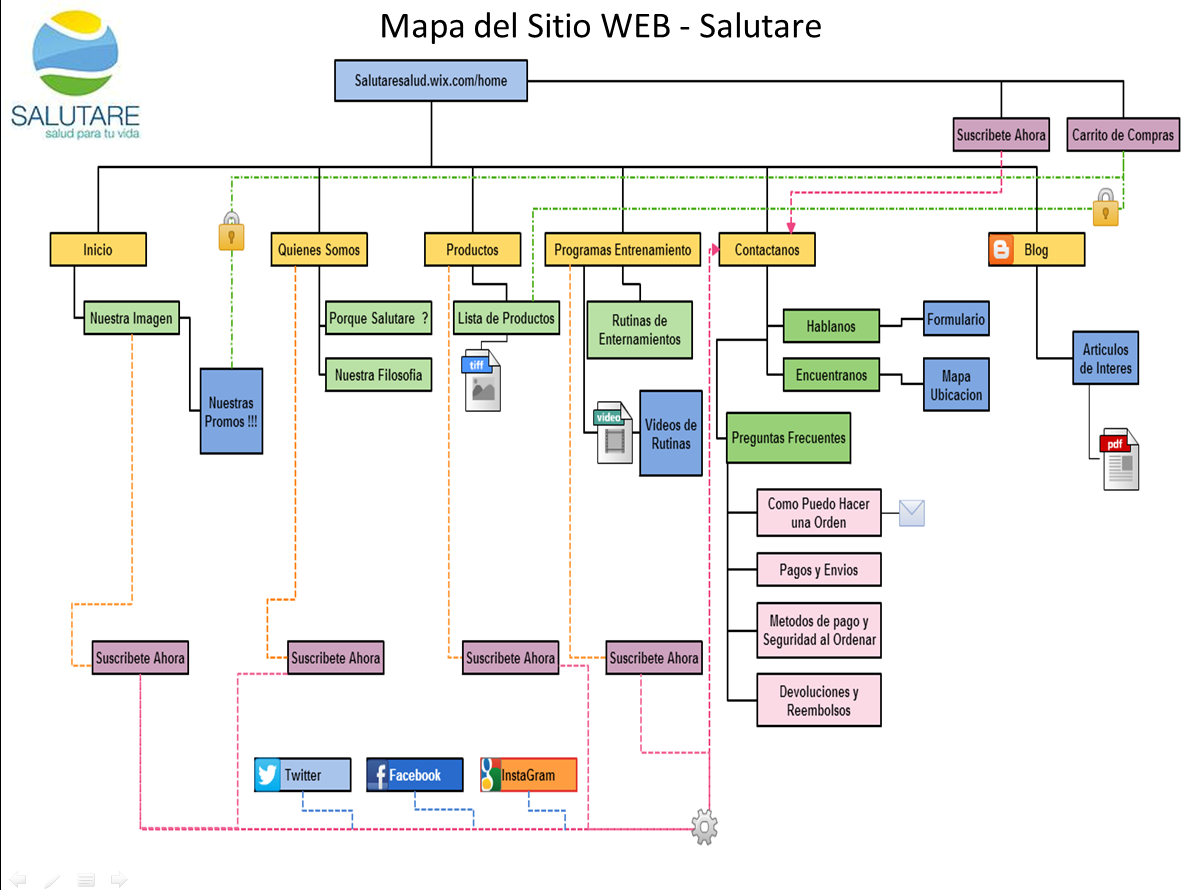 Mapa del Sitio WEB - Salutare
SALUTARE
salud para tu vida
Salutaresalud.wix.com/home
Suscribete Ahora
Carrito de Compras
Inicio
Quienes Somos
Productos
Programas Entrenamiento
Contactanos
Blog
Nuestra Imagen
Porque Salutare ?
Lista de Productos
Rutinas de
Enternamientos
Hablanos
Formulario
Nuestras
Promos !!!
Nuestra Filosofia
tiff
video
Videos de
Rutinas
Encuentranos
Mapa
Ubicacion
Articulos
de Interes
Preguntas Frecuentes
pdf
Como Puedo Hacer
una Orden
Pagos y Envios
Metodos de pago y
Seguridad al Ordenar
Devoluciones y
Reembolsos
Suscribete Ahora
Suscribete Ahora
Suscribete Ahora
Suscribete Ahora
Twitter
Facebook
InstaGram